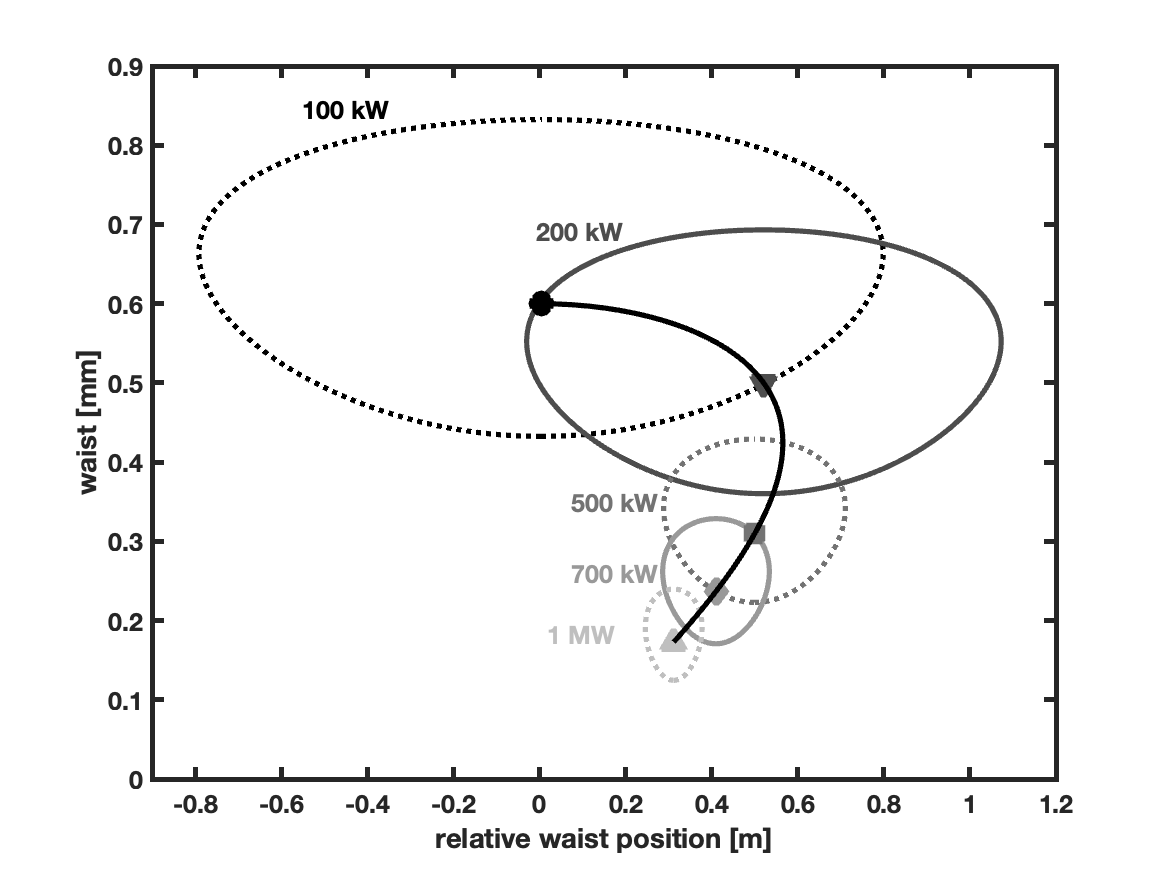 0.9
100 kW
0.8
0.7
200 kW
0.6
waist [mm]
0.5
0.4
500 kW
0.3
700 kW
0.2
1 MW
0.1
0
-0.8 -0.6 -0.4 -0.2 0 0.2 0.4 0.6 0.8 1 1.2
relative waist position [m]